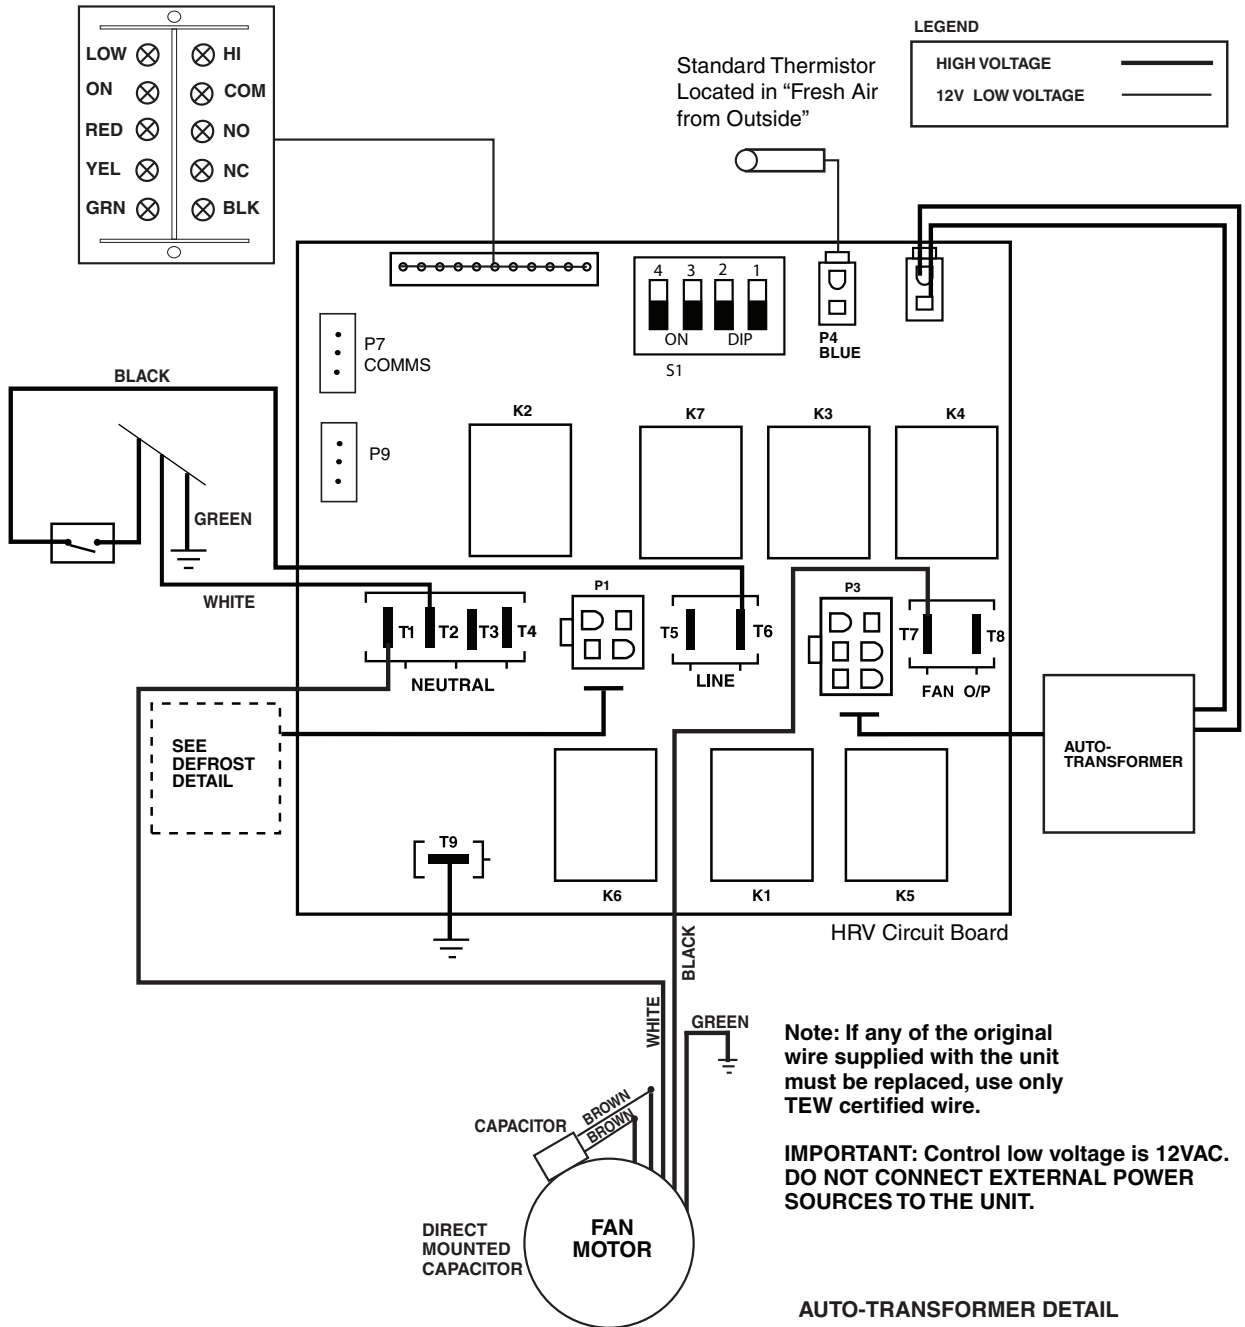 LEGEND
HIGH VOLTAGE
12V LOW VOLTAGE
LOW HI
ON COM
RED NO
YEL NC
GRN BLK
Standard Thermistor
Located in “Fresh Air
from Outside”
4 3 2 1
ON DIP
S1
P4
BLUE
P7
COMMS
P9
BLACK
GREEN
WHITE
K2
K7
K3
K4
T1 T2 T3 T4
NEUTRAL
P1
T5 T6
LINE
P3
T7 T8
FAN O/P
SEE
DEFROST
DETAIL
AUTO-
TRANSFORMER
T9
K6
K1
K5
HRV Circuit Board
BLACK
WHITE
GREEN
CAPACITOR
BROWN
BROWN
DIRECT
MOUNTED
CAPACITOR
FAN
MOTOR
Note: If any of the original
wire supplied with the unit
must be replaced, use only
TEW certified wire.
IMPORTANT: Control low voltage is 12VAC.
DO NOT CONNECT EXTERNAL POWER
SOURCES TO THE UNIT.
AUTO-TRANSFORMER DETAIL